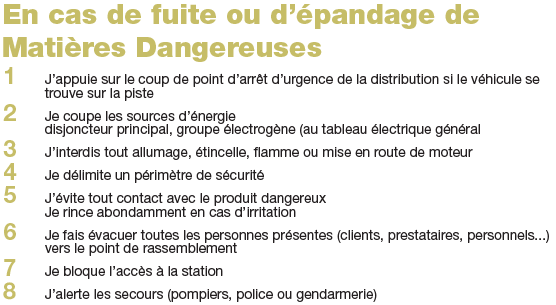 En cas de fuite ou d’épandage de
Matières Dangereuses
1 J’appuie sur le coup de point d’arrêt d’urgence de la distribution si le véhicule se
trouve sur la piste
2 Je coupe les sources d’énergie
disjoncteur principal, groupe électrogène (au tableau électrique général
3 J’interdis tout allumage, étincelle, flamme ou mise en route de moteur
4 Je délimite un périmètre de sécurité
5 J’évite tout contact avec le produit dangereux
Je rince abondamment en cas d’irritation
6 Je fais évacuer toutes les personnes présentes (clients, prestataires, personnels...)
vers le point de rassemblement
7 Je bloque l’accès à la station
8 J’alerte les secours (pompiers, police ou gendarmerie)